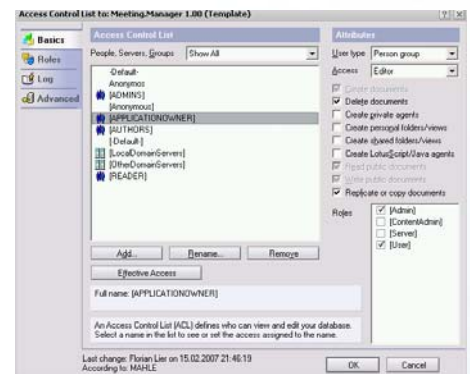 Access Control List to: Meeting.Manager 1.00 (Template)
Basics
Roles
Log
Advanced
Access Control List
People, Servers, Groups
Show All
-Default-
Anonymos
[ADMINS]
[Anonymous]
[APPLICATIONOWNER]
[AUTHORS]
[-Default-]
[LocalDomainServers]
[OtherDomainServers]
[READER]
Add...
Rename...
Remove
Effective Access
Full name: [APPLICATIONOWNER]
An Access Control List (ACL) defines who can view and edit your database.
Select a name in the list to see or set the access assigned to the name.
Attributes
User type
Person group
Access
Editor
Create documents
Delete documents
Create private agents
Create personal folders/views
Create shared folders/views
Create LotusScript/Java agents
Read public documents
Write public documents
Replicate or copy documents
Roles
[Admin]
[ContentAdmin]
[Server]
[User]
Last change: Florian Lier on 15.02.2007 21:46:19
According to: MAHLE
OK
Cancel